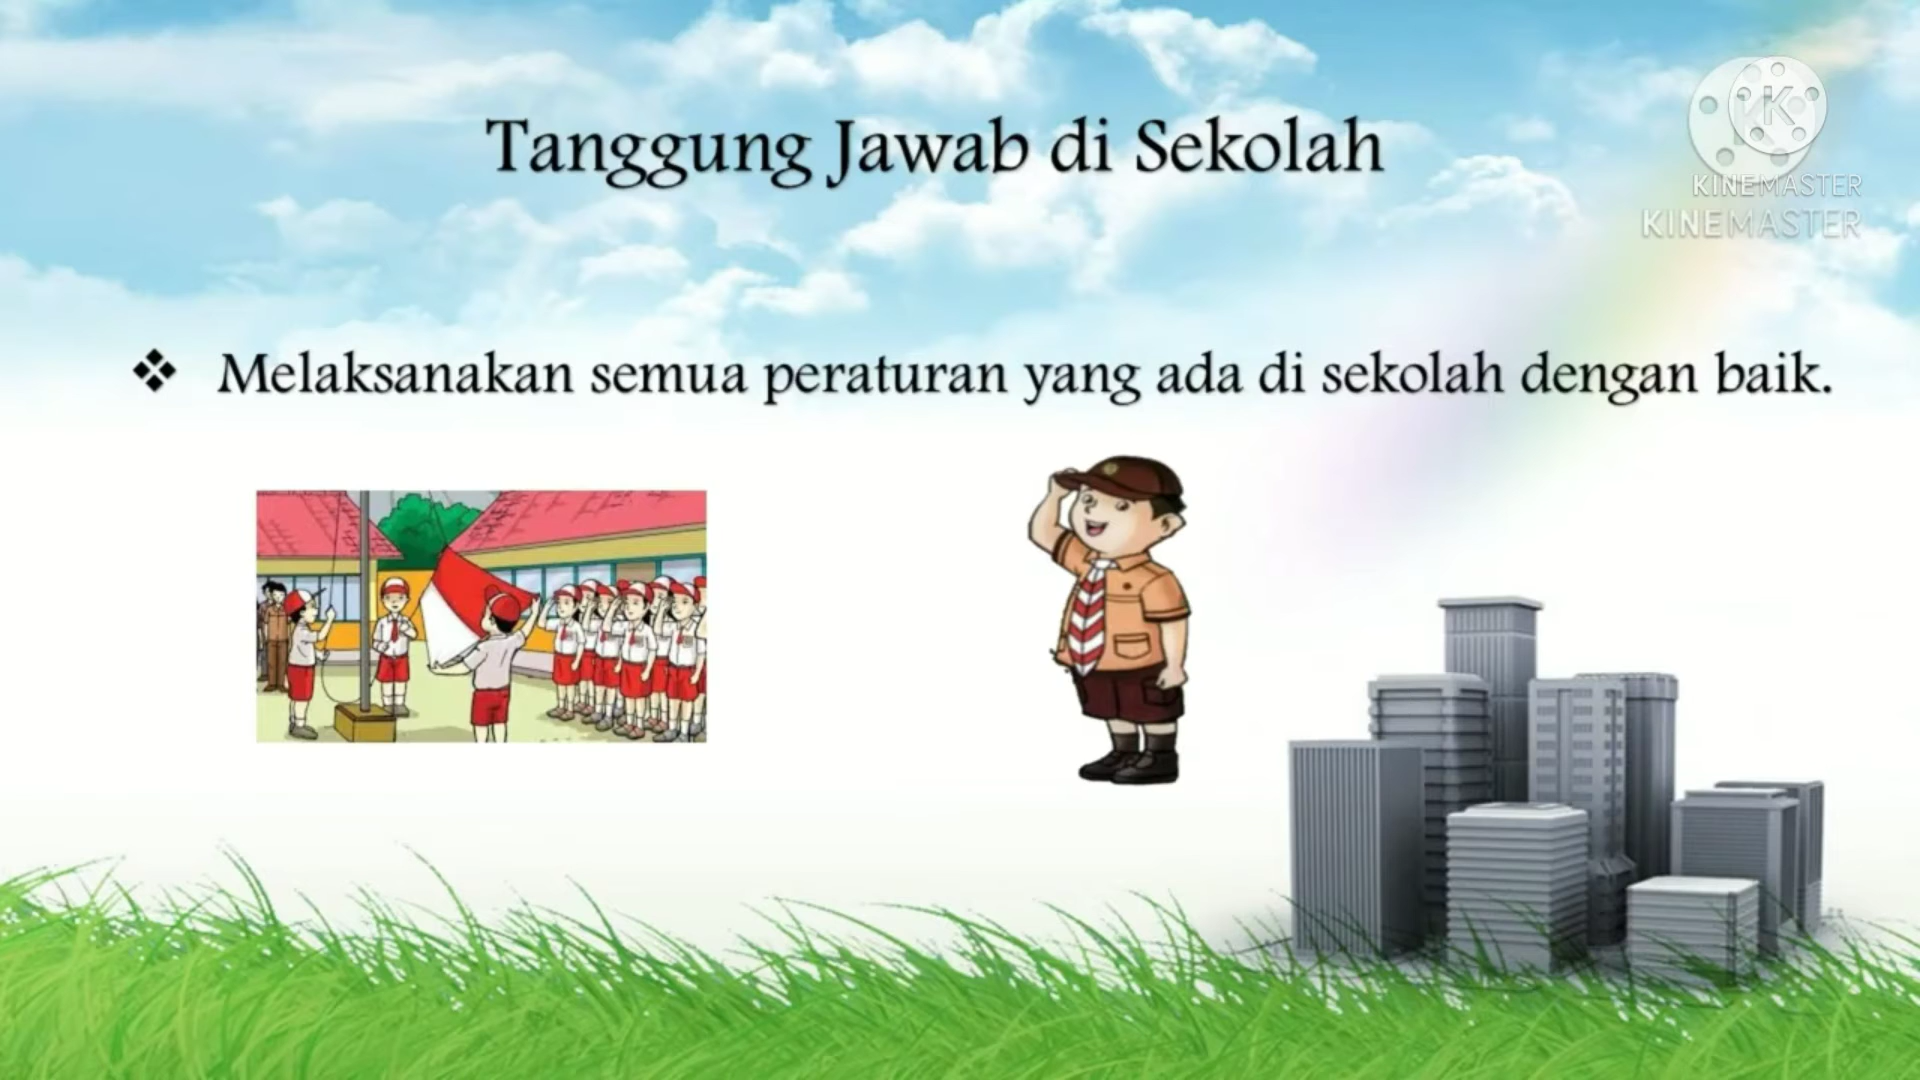 Tanggung Jawab di Sekolah
K
KINEMASTER
KINEMASTER
❖ Melaksanakan semua peraturan yang ada di sekolah dengan baik.